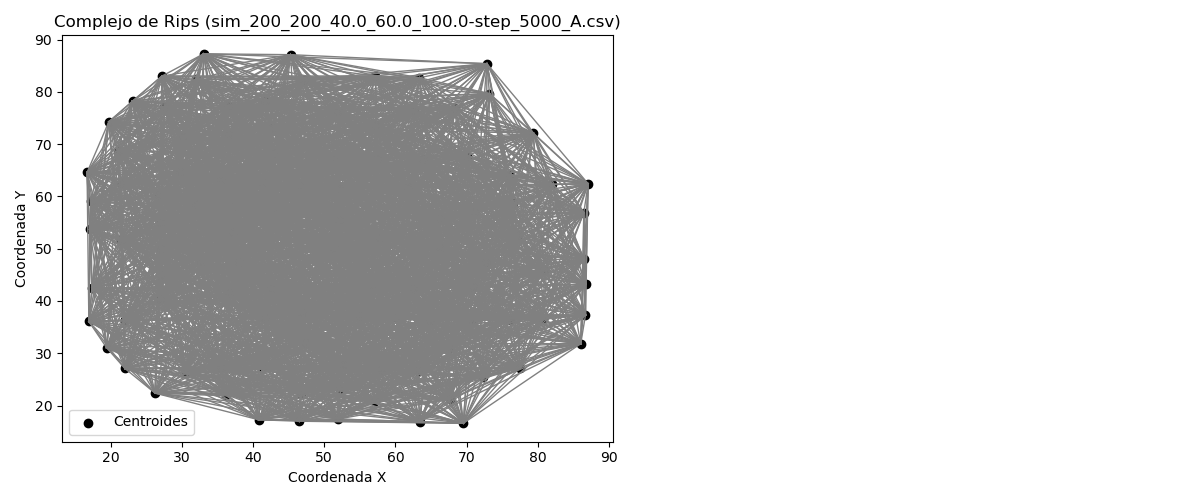 Complejo de Rips (sim_200_200_40.0_60.0_100.0-step_5000_A.csv)
90
80
70
60
50
40
30
20
Coordenada Y
Centroides
20 30 40 50 60 70 80 90
Coordenada X